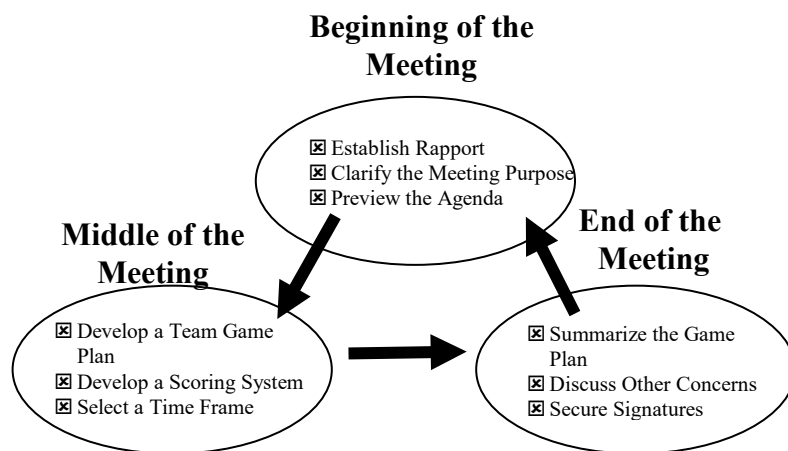 Beginning of the
Meeting
☒ Establish Rapport
☒ Clarify the Meeting Purpose
☒ Preview the Agenda
Middle of the
Meeting
☒ Develop a Team Game
Plan
☒ Develop a Scoring System
☒ Select a Time Frame
End of the
Meeting
☒ Summarize the Game
Plan
☒ Discuss Other Concerns
☒ Secure Signatures